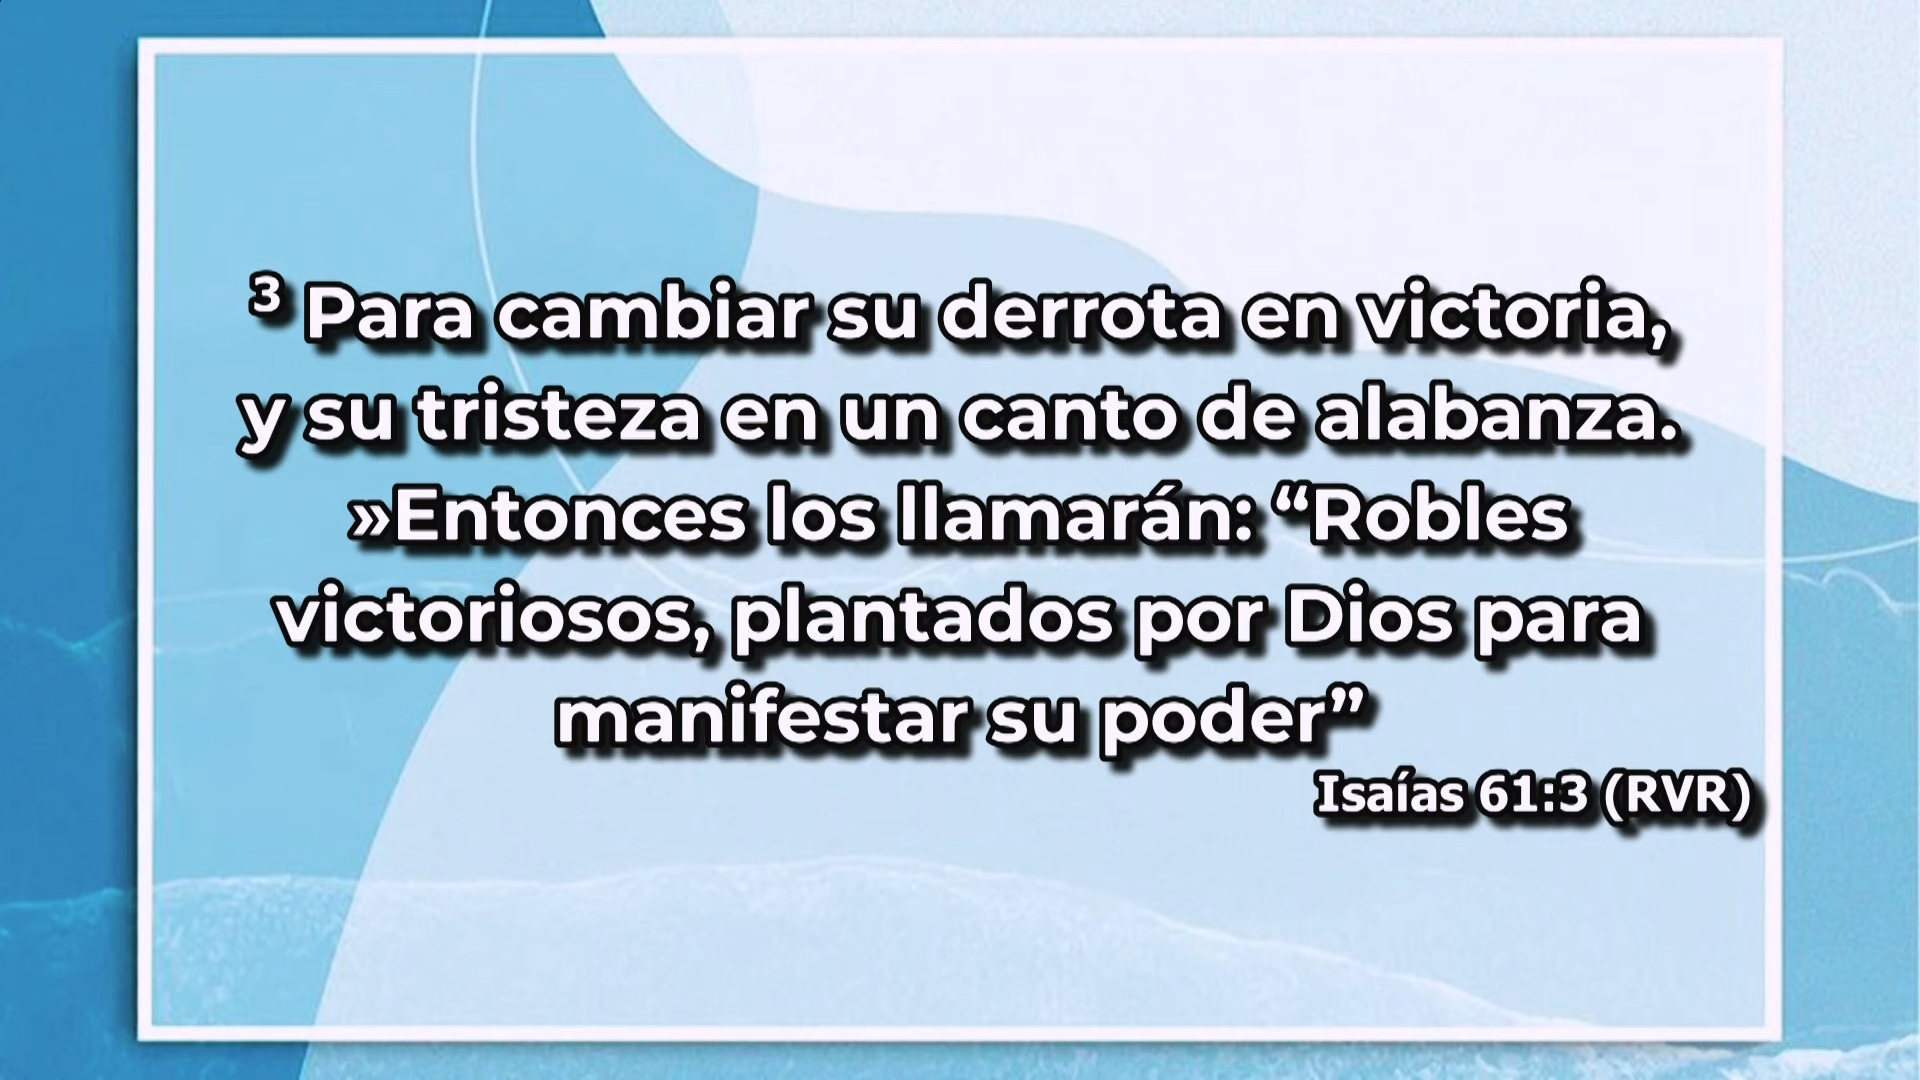 ³ Para cambiar su derrota en victoria,
y su tristeza en un canto de alabanza.
»Entonces los llamarán: “Robles
victoriosos, plantados por Dios para
manifestar su poder”
Isaías 61:3 (RVR)